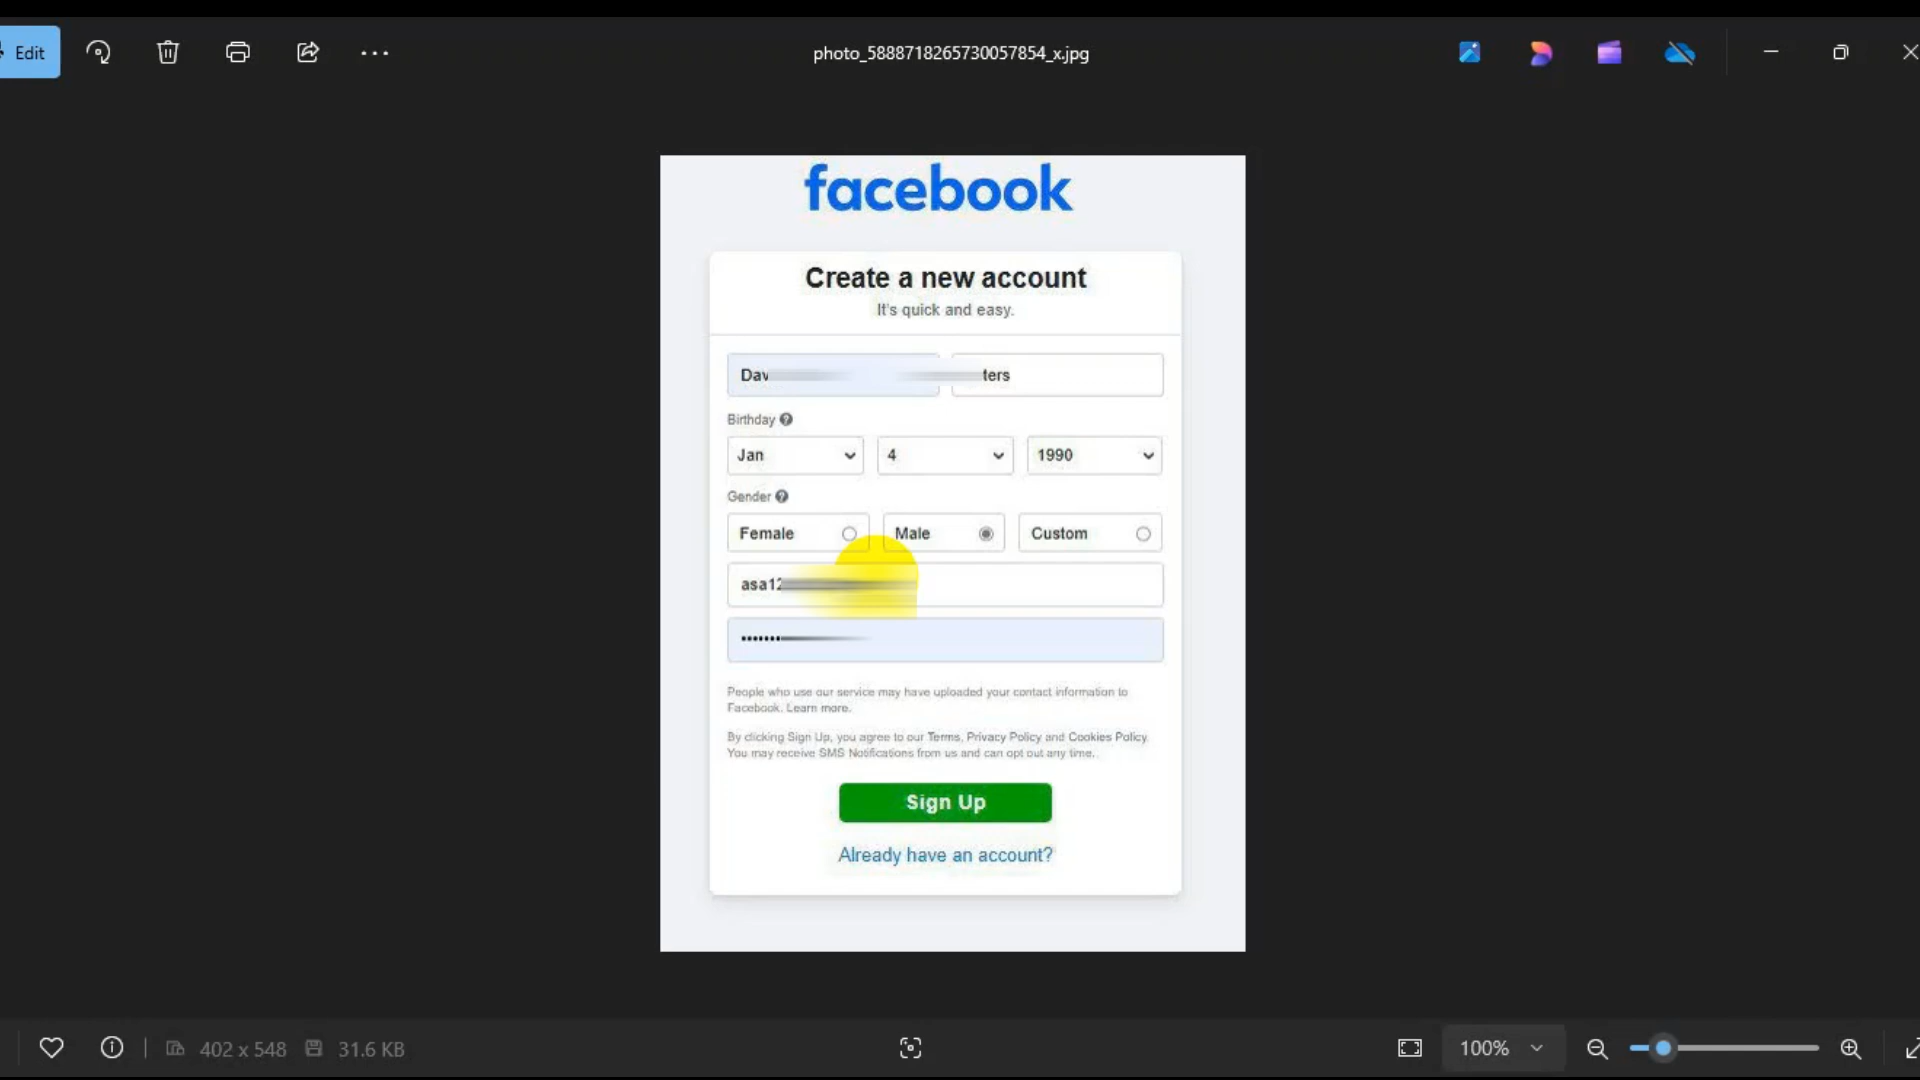 Edit
photo_5888718265730057854_x.jpg
facebook
Create a new account
It's quick and easy.
Birthday
Jan 4 1990
Gender
Female Male Custom
People who use our service may have uploaded your contact information to
Facebook. Learn more.
By clicking Sign Up, you agree to our Terms, Privacy Policy and Cookies Policy.
You may receive SMS Notifications from us and can opt out any time.
Sign Up
Already have an account?
402 x 548 31.6 KB 100%